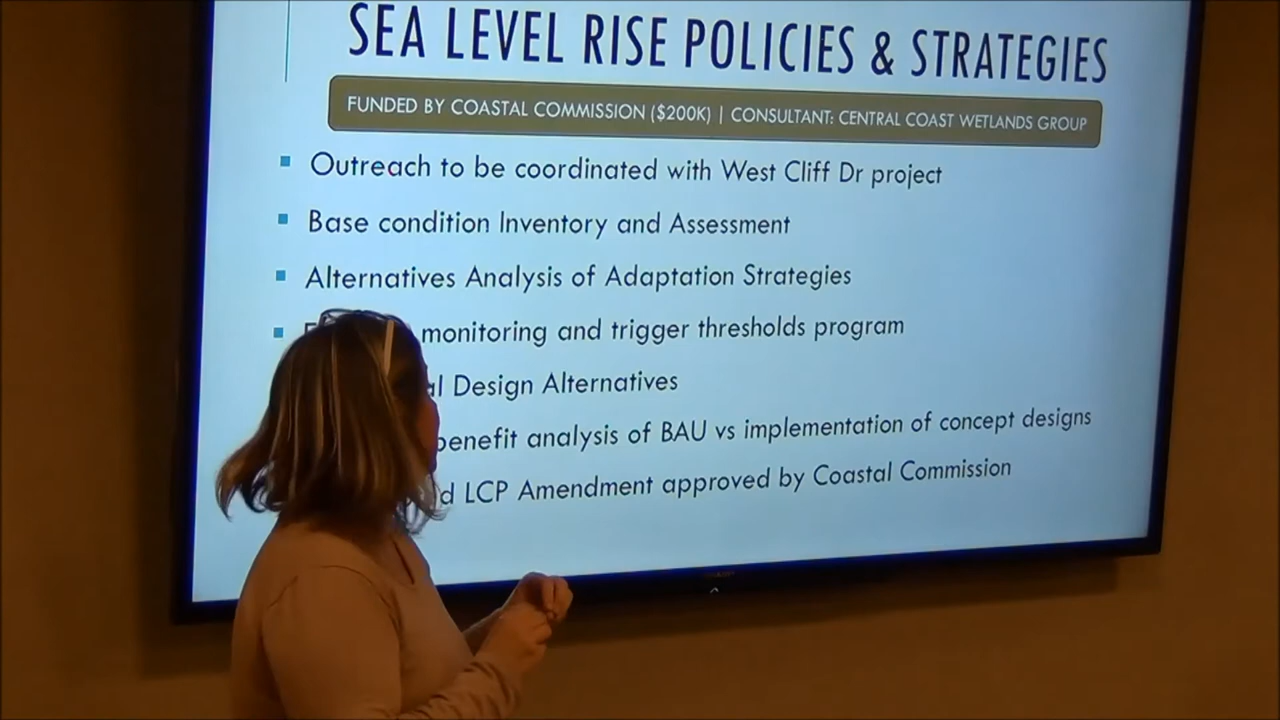 SEA LEVEL RISE POLICIES & STRATEGIES
FUNDED BY COASTAL COMMISSION ($200K) | CONSULTANT: CENTRAL COAST WETLANDS GROUP
Outreach to be coordinated with West Cliff Dr project
Base condition Inventory and Assessment
Alternatives Analysis of Adaptation Strategies
monitoring and trigger thresholds program
Design Alternatives
benefit analysis of BAU vs implementation of concept designs
LCP Amendment approved by Coastal Commission